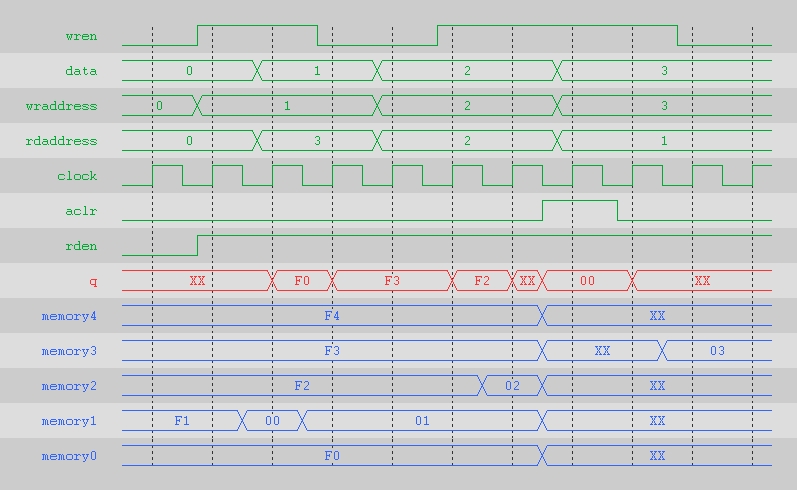 wren
data 0 1 2 3
wraddress 0 1 2 3
rdaddress 0 3 2 1
clock
aclr
rden
q XX F0 F3 F2 XX 00 XX
memory4 F4 XX
memory3 F3 XX 03
memory2 F2 02 XX
memory1 F1 00 01 XX
memory0 F0 XX